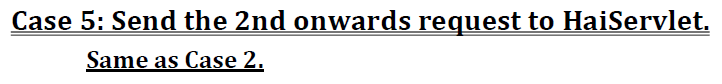 Case 5: Send the 2nd onwards request to HaiServlet.
Same as Case 2.